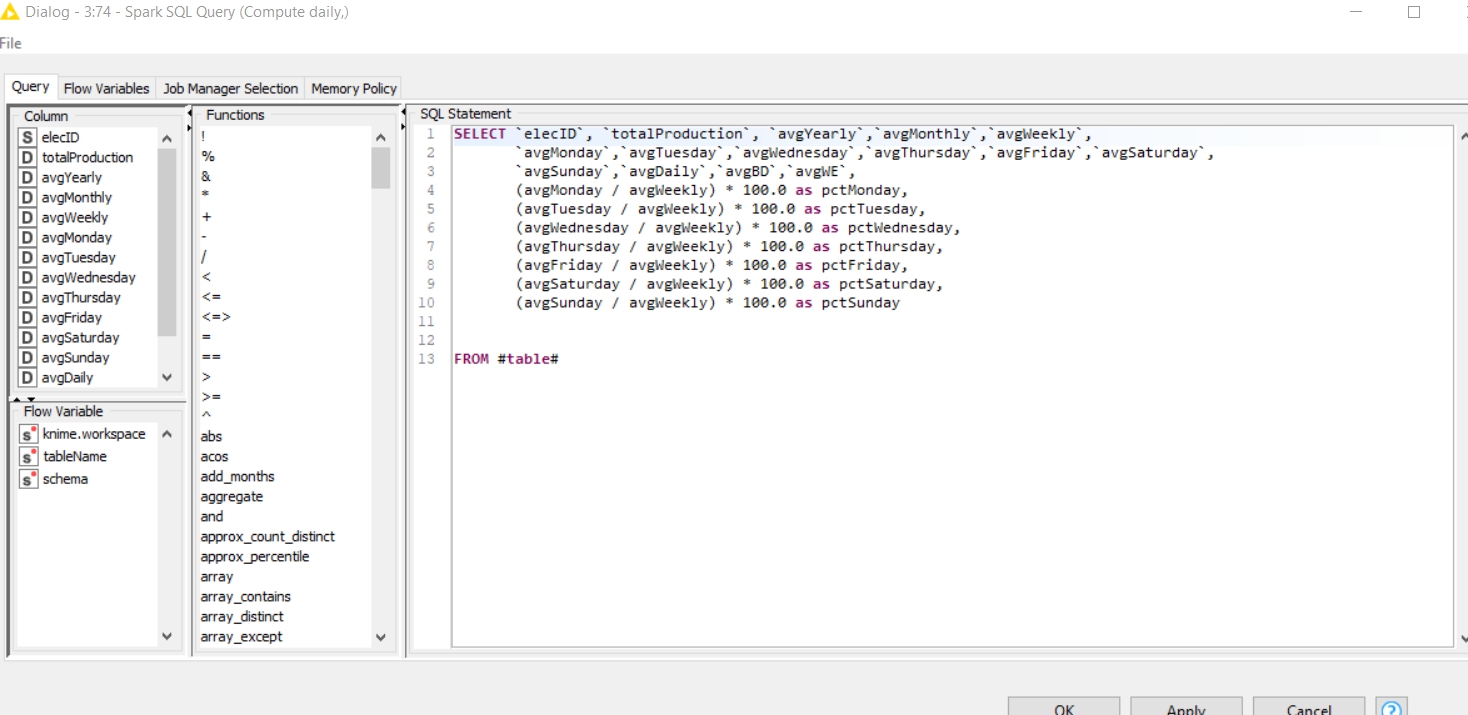 Dialog - 3:74 - Spark SQL Query (Compute daily,)
File
Query Flow Variables Job Manager Selection Memory Policy
Column
S elecID
D totalProduction
D avgYearly
D avgMonthly
D avgWeekly
D avgMonday
D avgTuesday
D avgWednesday
D avgThursday
D avgFriday
D avgSaturday
D avgSunday
D avgDaily
Flow Variable
s knime.workspace
s tableName
s schema
Functions
!
%
&
*
+
-
/
<
<=
<=>
=
==
>
>=
^
abs
acos
add_months
aggregate
and
approx_count_distinct
approx_percentile
array
array_contains
array_distinct
array_except
SQL Statement
1 SELECT `elecID`, `totalProduction`, `avgYearly`,`avgMonthly`,`avgWeekly`,
2 `avgMonday`,`avgTuesday`,`avgWednesday`,`avgThursday`,`avgFriday`,`avgSaturday`,
3 `avgSunday`,`avgDaily`,`avgBD`,`avgWE`,
4 (avgMonday / avgWeekly) * 100.0 as pctMonday,
5 (avgTuesday / avgWeekly) * 100.0 as pctTuesday,
6 (avgWednesday / avgWeekly) * 100.0 as pctWednesday,
7 (avgThursday / avgWeekly) * 100.0 as pctThursday,
8 (avgFriday / avgWeekly) * 100.0 as pctFriday,
9 (avgSaturday / avgWeekly) * 100.0 as pctSaturday,
10 (avgSunday / avgWeekly) * 100.0 as pctSunday
11
12
13 FROM #table#
OK Apply Cancel ?